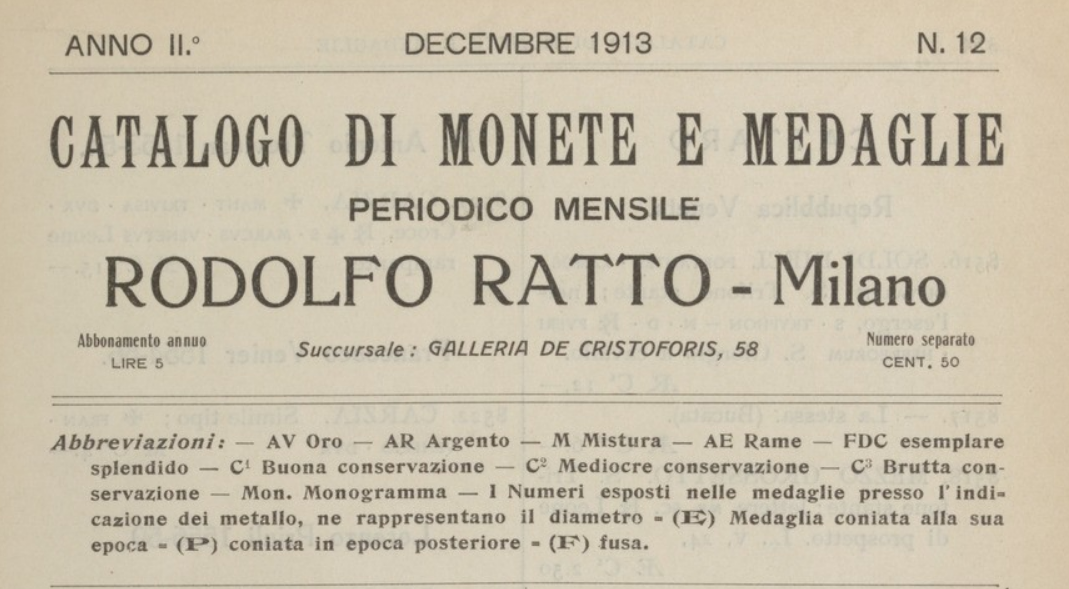 ANNO II.° DECEMBRE 1913 N. 12
CATALOGO DI MONETE E MEDAGLIE
PERIODICO MENSILE
RODOLFO RATTO - Milano
Abbonamento annuo
LIRE 5
Succursale : GALLERIA DE CRISTOFORIS, 58
Numero separato
CENT. 50
Abbreviazioni: — AV Oro — AR Argento — M Mistura — AE Rame — FDC esemplare
splendido — C¹ Buona conservazione — C² Mediocre conservazione — C³ Brutta con-
servazione — Mon. Monogramma — I Numeri esposti nelle medaglie presso l'indi-
cazione dei metallo, ne rappresentano il diametro - (E) Medaglia coniata alla sua
epoca - (P) coniata in epoca posteriore - (F) fusa.